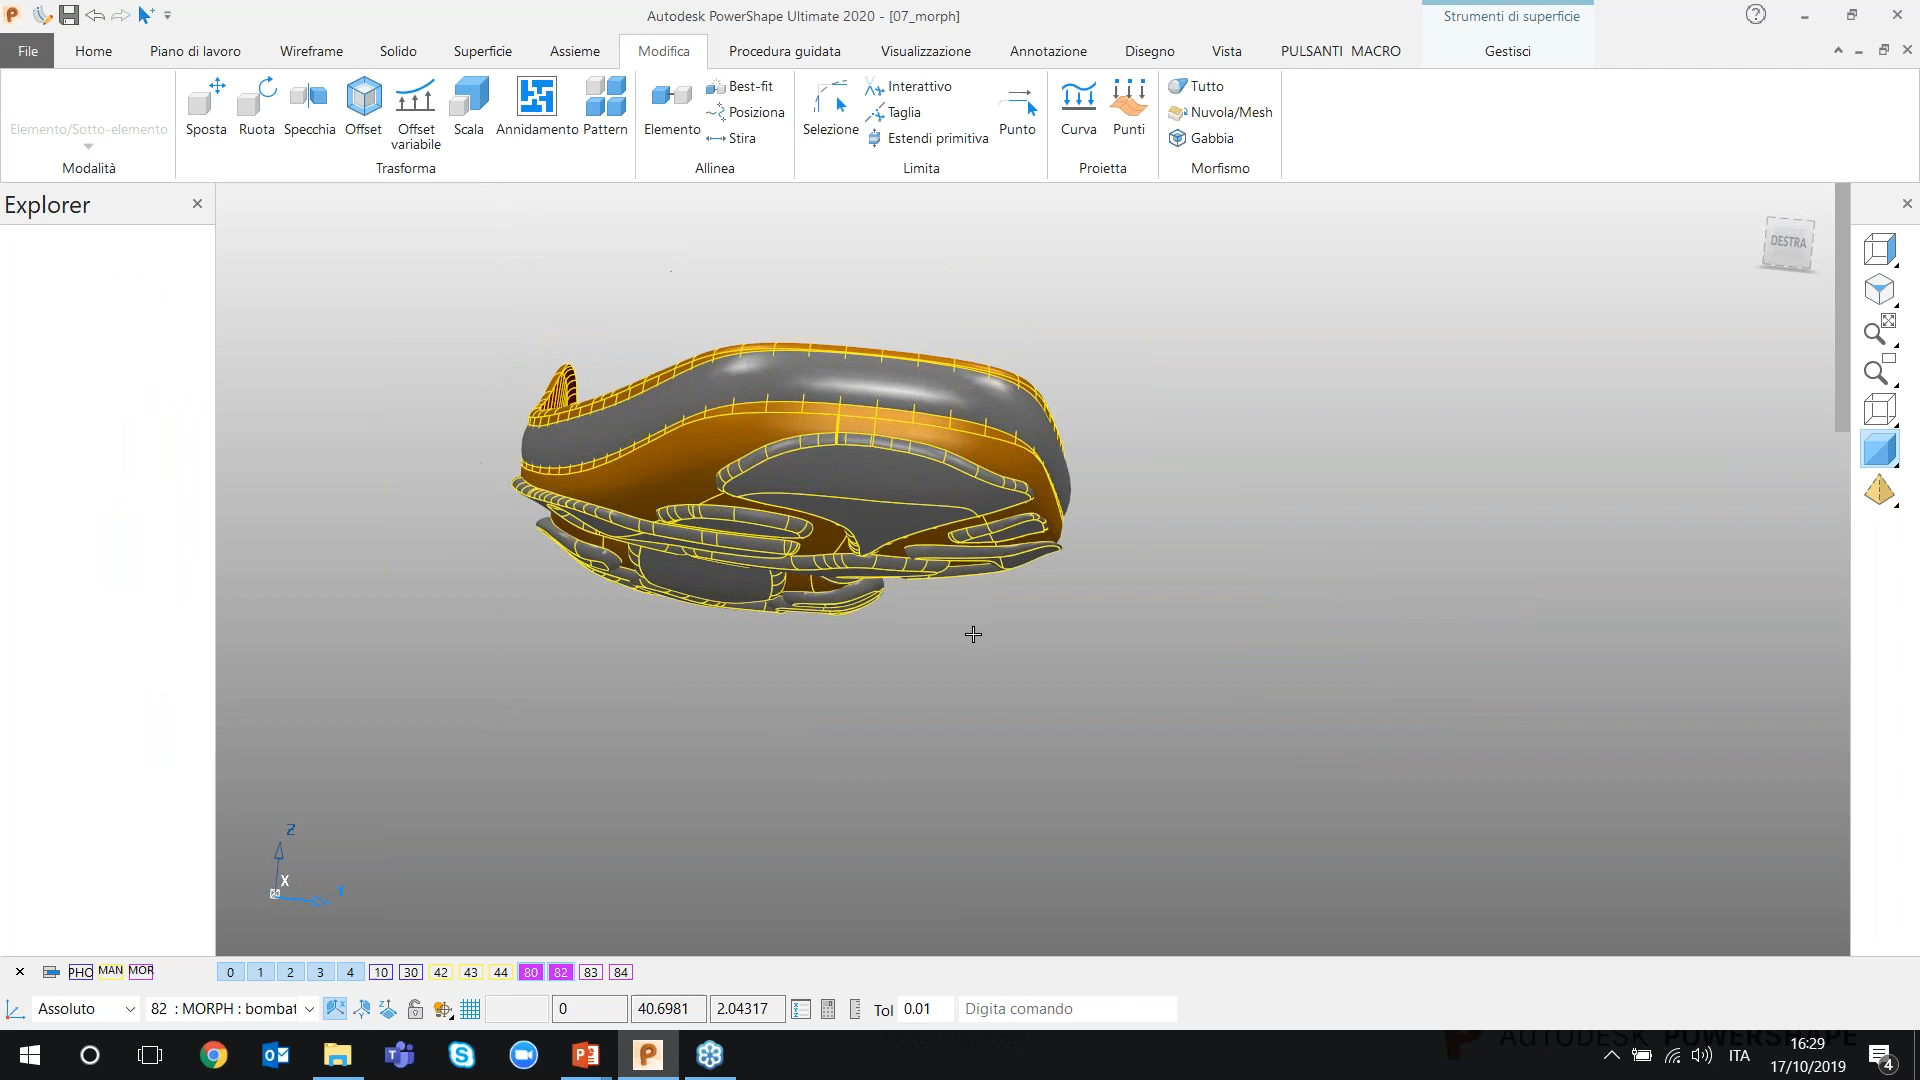 Autodesk PowerShape Ultimate 2020 - [07_morph]
Strumenti di superficie
File
Home
Piano di lavoro
Wireframe
Solido
Superficie
Assieme
Modifica
Procedura guidata
Visualizzazione
Annotazione
Disegno
Vista
PULSANTI MACRO
Gestisci
Elemento/Sotto-elemento
Modalità
Sposta
Ruota
Specchia
Offset
Offset
variabile
Scala
Annidamento
Pattern
Trasforma
Elemento
Best-fit
Posiziona
Stira
Allinea
Selezione
Interattivo
Taglia
Estendi primitiva
Punto
Limita
Curva
Punti
Proietta
Tutto
Nuvola/Mesh
Gabbia
Morfismo
Explorer
DESTRA
Z
X
Y
PHO MAN MOR
0 1 2 3 4 10 30 42 43 44 80 82 83 84
Assoluto
82 : MORPH : bombat
0
40.6981
2.04317
Tol
0.01
Digita comando
AUTODESK POWERSHAPE
ITA
16:29
17/10/2019
4